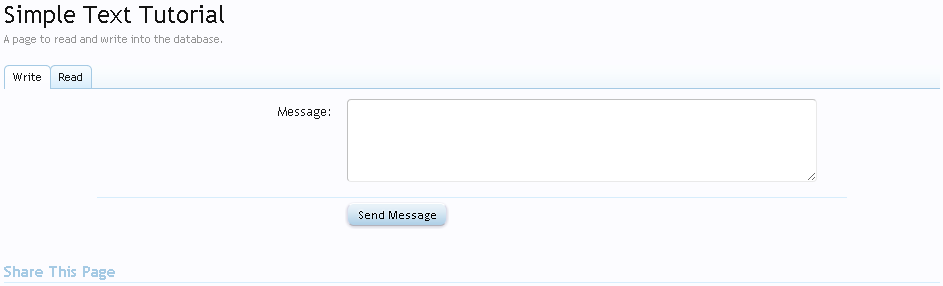 Simple Text Tutorial
A page to read and write into the database.
Write Read
Message:
Send Message
Share This Page